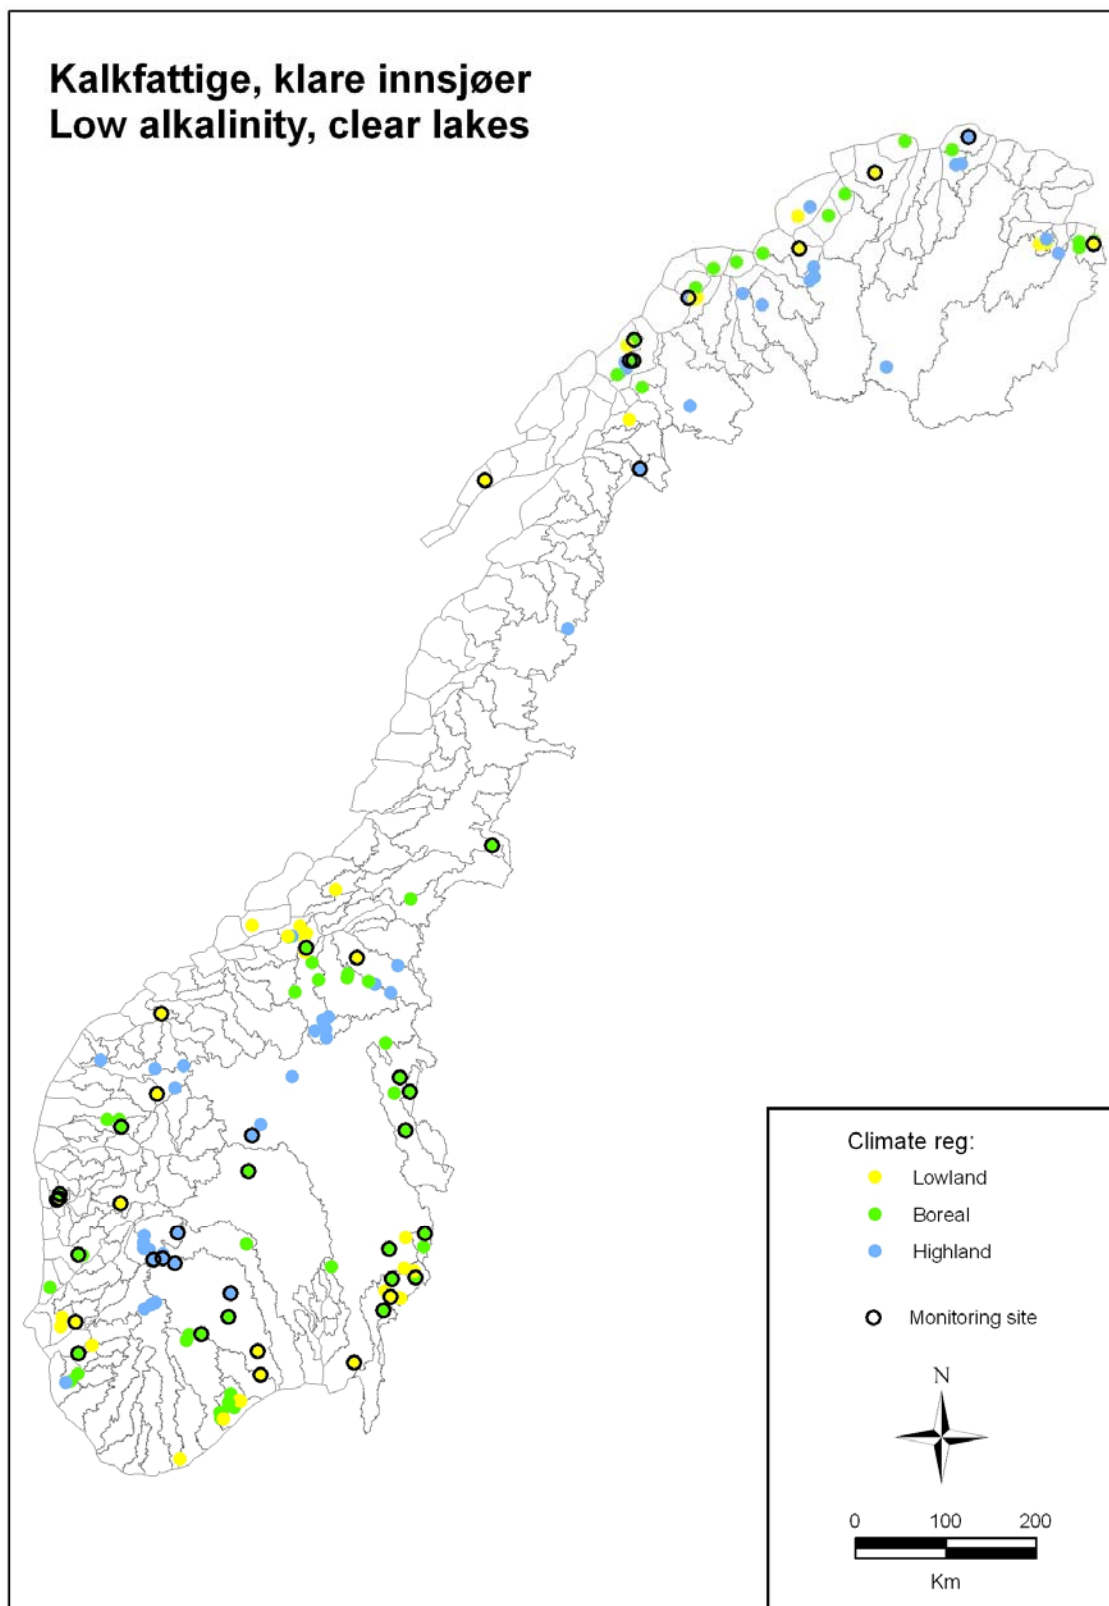 Kalkfattige, klare innsjøer
Low alkalinity, clear lakes
Climate reg:
Lowland
Boreal
Highland
Monitoring site
N
0 100 200
Km